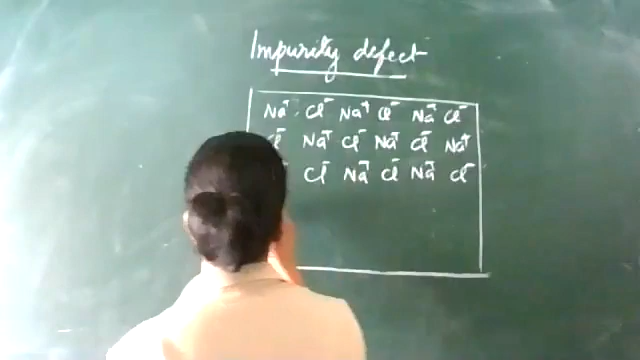 Impurity defect
Na⁺ Cl⁻ Na⁺ Cl⁻ Na⁺ Cl⁻
Cl⁻ Na⁺ Cl⁻ Na⁺ Cl⁻ Na⁺
Cl⁻ Na⁺ Cl⁻ Na⁺ Cl⁻